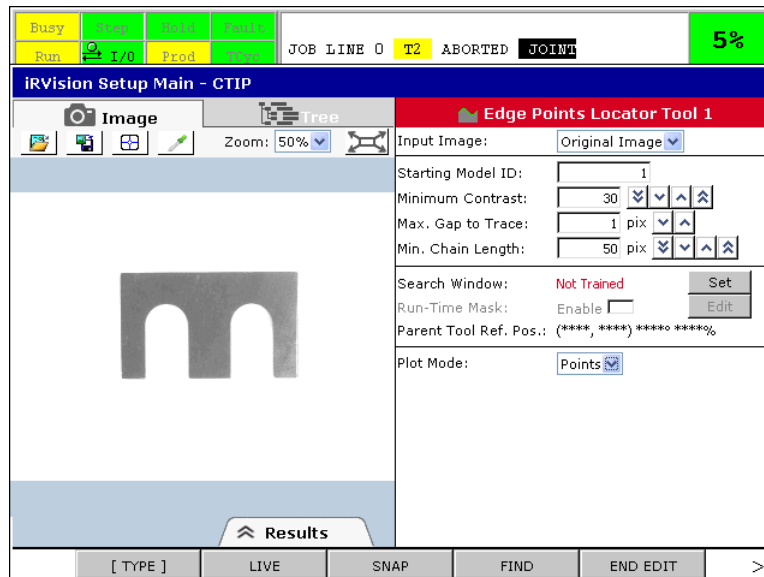 Busy Step Hold Fault
Run I/O Prod TCyc
JOB LINE 0 T2 ABORTED JOINT
5%
iRVision Setup Main - CTIP
Image Tree
Zoom: 50%
Edge Points Locator Tool 1
Input Image: Original Image
Starting Model ID: 1
Minimum Contrast: 30
Max. Gap to Trace: 1 pix
Min. Chain Length: 50 pix
Search Window: Not Trained Set
Run-Time Mask: Enable Edit
Parent Tool Ref. Pos.: (****, ****) ****° ****%
Plot Mode: Points
Results
[ TYPE ] LIVE SNAP FIND END EDIT >